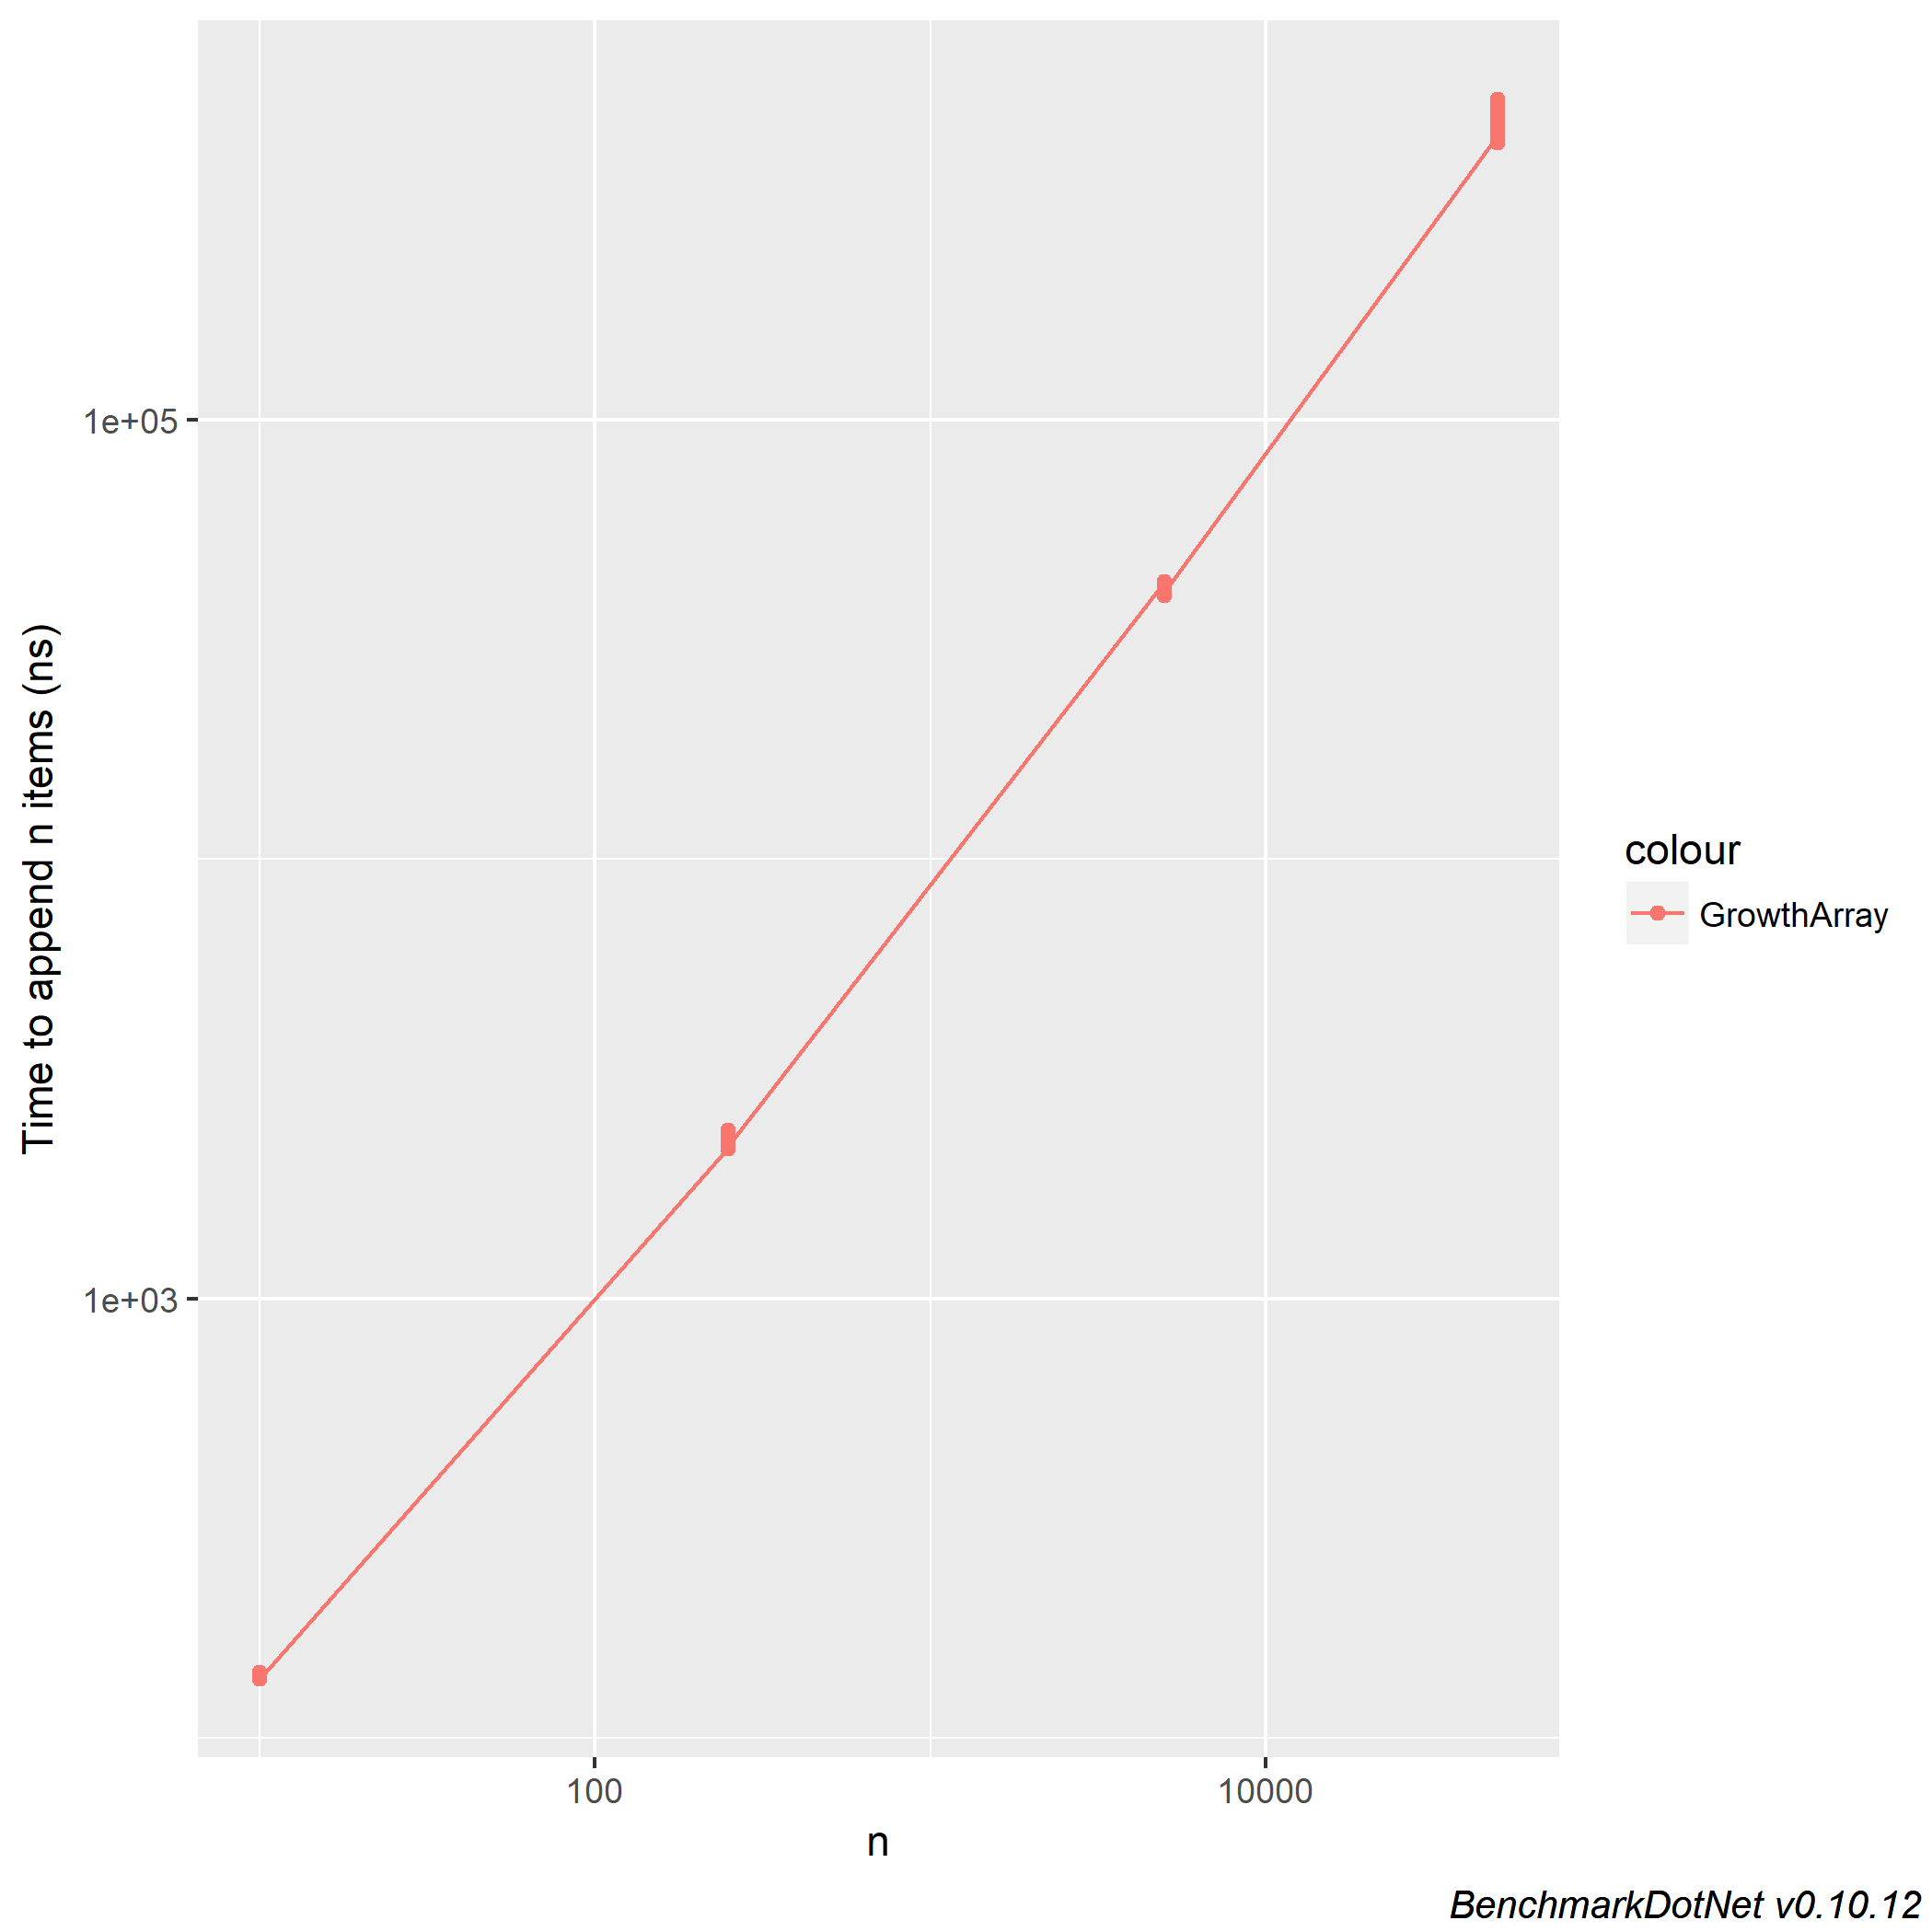 Time to append n items (ns)
1e+05
1e+03
100
10000
n
colour
GrowthArray
BenchmarkDotNet v0.10.12